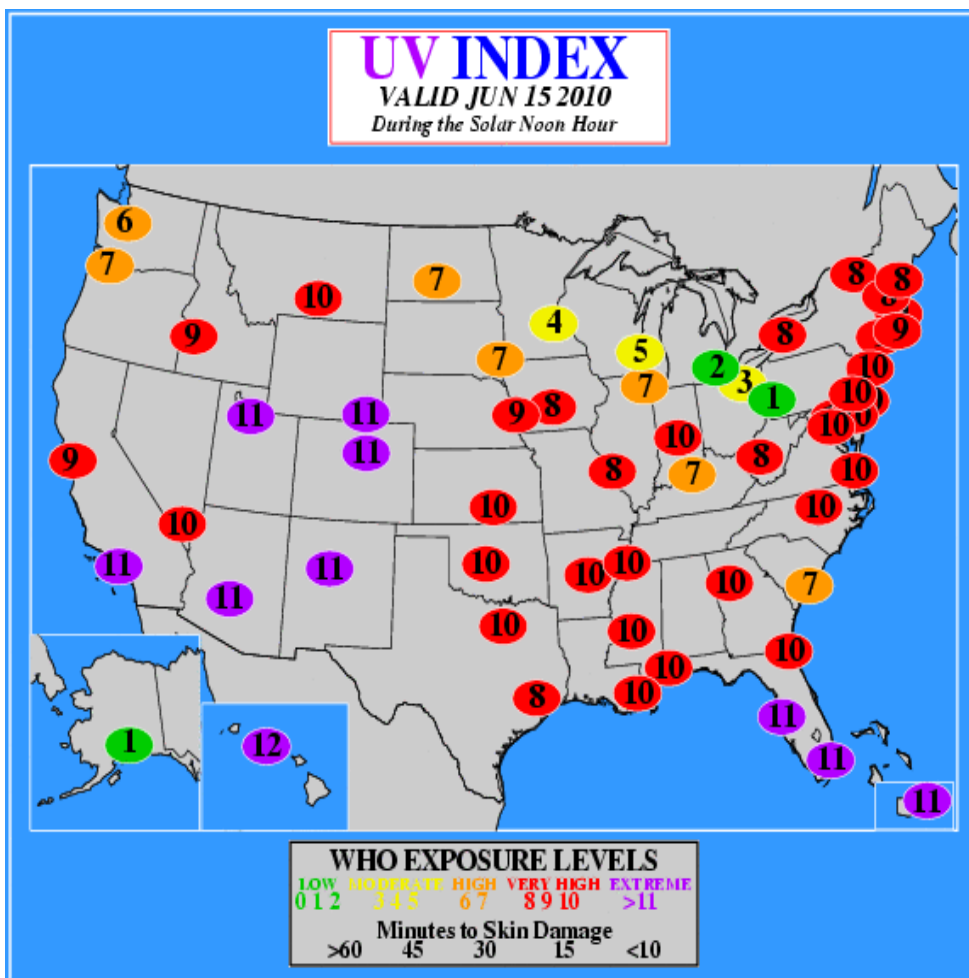 UV INDEX
VALID JUN 15 2010
During the Solar Noon Hour
6
7
8 8
7
10 8
4 8 9
9
5 7 2 10
7 3 10
11 11 9 8 1
10 10
11 9 8 8 10
7
10 10
10
10 10
11 11 10 10
11 10 7
10 10
10 10
10 8
11
1 12 11
11
WHO EXPOSURE LEVELS
LOW MODERATE HIGH VERY HIGH EXTREME
0 1 2 3 4 5 6 7 8 9 10 >11
Minutes to Skin Damage
>60 45 30 15 <10